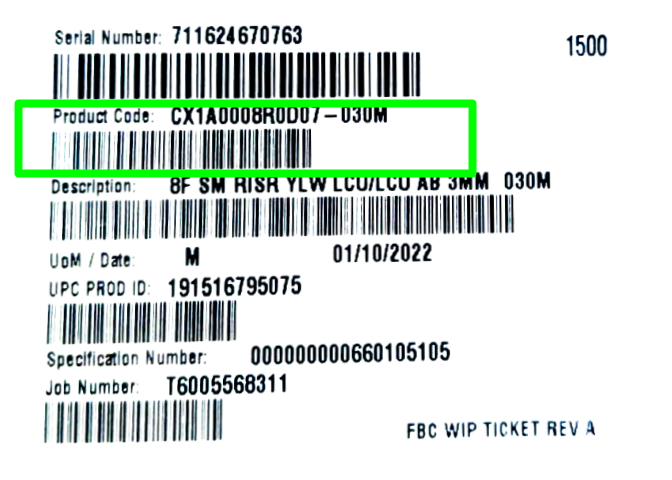 Serial Number: 711624670763
1500
Product Code: CX1A0008R0D07-030M
Description: 8F SM RISR YLW LCU/LCU AB 3MM 030M
UoM / Date: M 01/10/2022
UPC PROD ID: 191516795075
Specification Number: 000000000660105105
Job Number: T6005568311
FBC WIP TICKET REV A